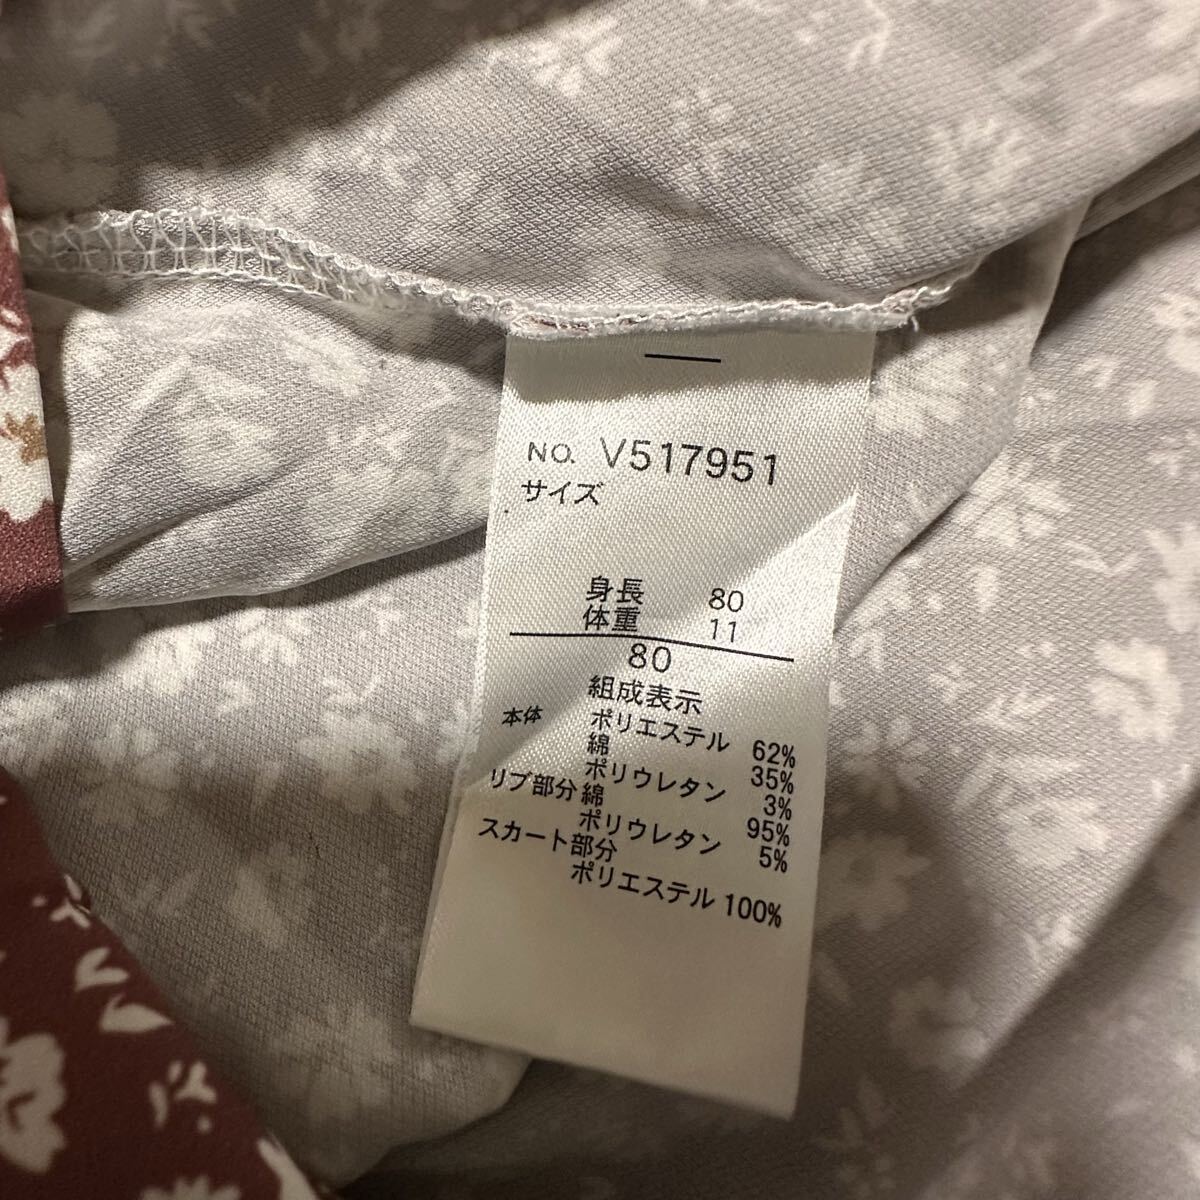 NO. V517951
サイズ
身長 80
体重 11
80
組成表示
本体 ポリエステル 62%
綿 35%
ポリウレタン 3%
リブ部分 綿 95%
ポリウレタン 5%
スカート部分
ポリエステル 100%